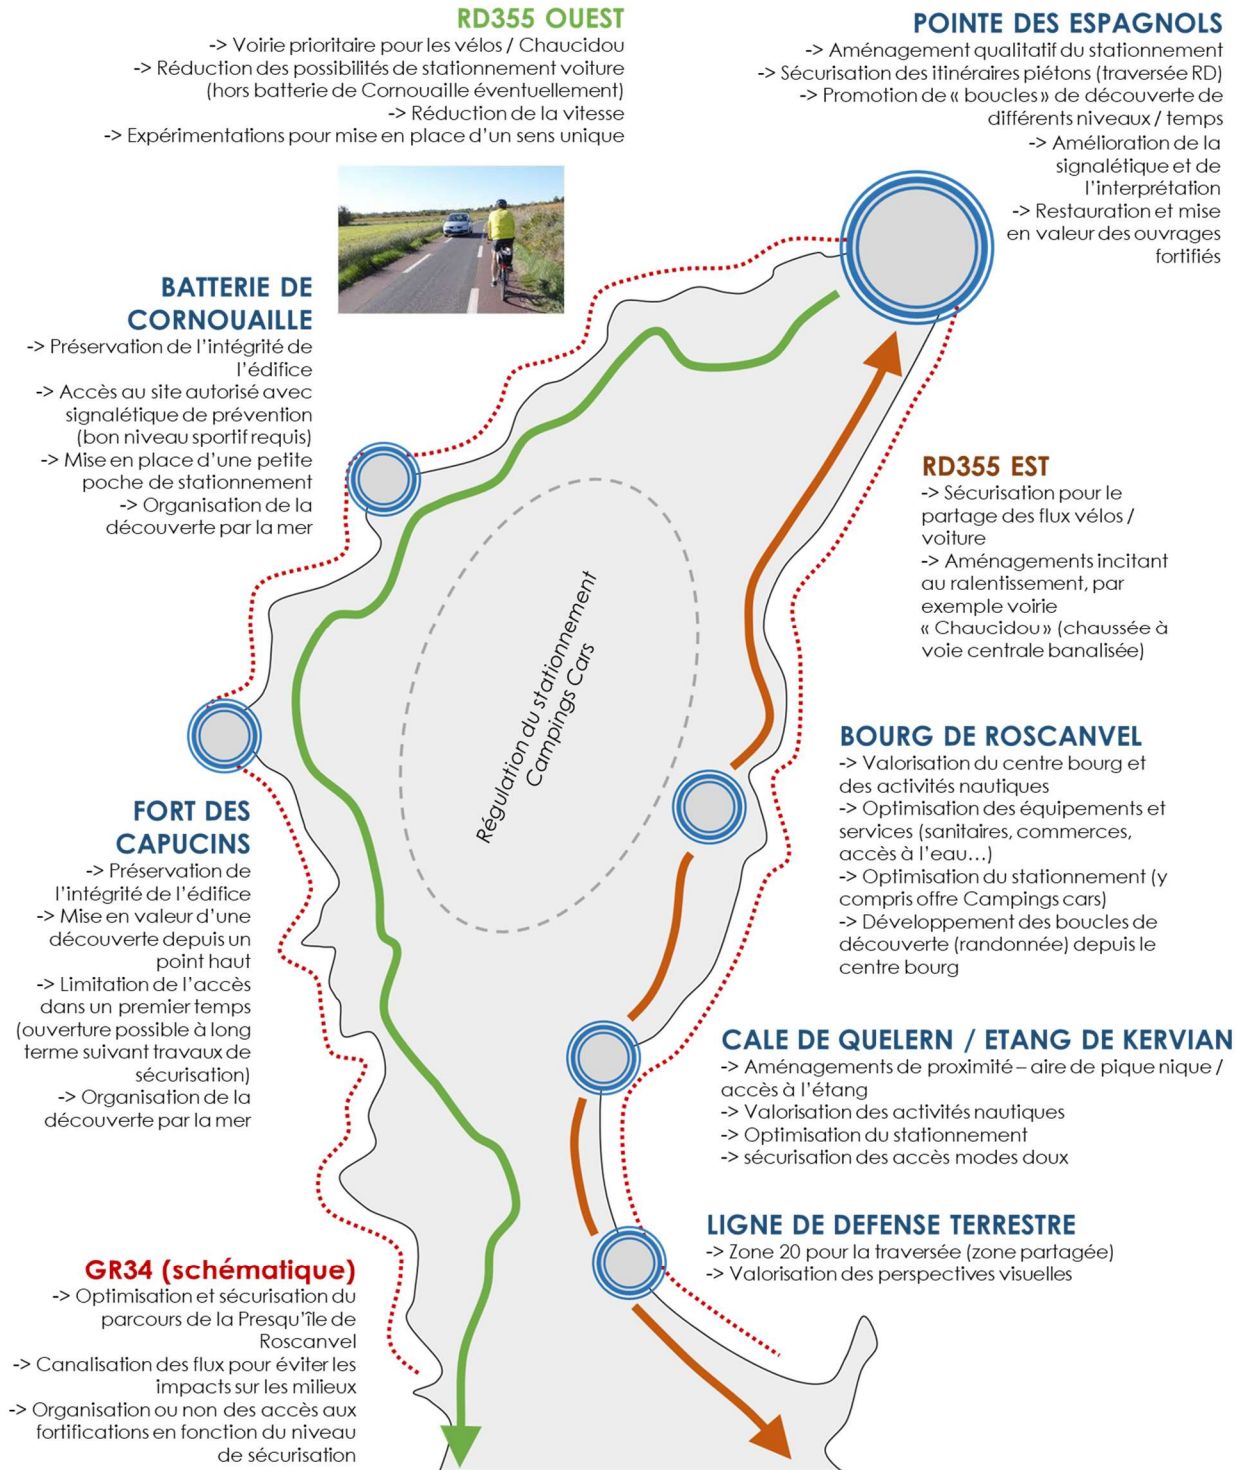 RD355 OUEST
-> Voirie prioritaire pour les vélos / Chaucidou
-> Réduction des possibilités de stationnement voiture
(hors batterie de Cornouaille éventuellement)
-> Réduction de la vitesse
-> Expérimentations pour mise en place d'un sens unique
POINTE DES ESPAGNOLS
-> Aménagement qualitatif du stationnement
-> Sécurisation des itinéraires piétons (traversée RD)
-> Promotion de « boucles » de découverte de
différents niveaux / temps
-> Amélioration de la
signalétique et de
l'interprétation
-> Restauration et mise
en valeur des ouvrages
fortifiés
BATTERIE DE
CORNOUAILLE
-> Préservation de l'intégrité de
l'édifice
-> Accès au site autorisé avec
signalétique de prévention
(bon niveau sportif requis)
-> Mise en place d'une petite
poche de stationnement
-> Organisation de la
découverte par la mer
RD355 EST
-> Sécurisation pour le
partage des flux vélos /
voiture
-> Aménagements incitant
au ralentissement, par
exemple voirie
« Chaucidou » (chaussée à
voie centrale banalisée)
Régulation du stationnement
Campings Cars
BOURG DE ROSCANVEL
-> Valorisation du centre bourg et
des activités nautiques
-> Optimisation des équipements et
services (sanitaires, commerces,
accès à l'eau…)
-> Optimisation du stationnement (y
compris offre Campings cars)
-> Développement des boucles de
découverte (randonnée) depuis le
centre bourg
FORT DES
CAPUCINS
-> Préservation de
l'intégrité de l'édifice
-> Mise en valeur d'une
découverte depuis un
point haut
-> Limitation de l'accès
dans un premier temps
(ouverture possible à long
terme suivant travaux de
sécurisation)
-> Organisation de la
découverte par la mer
CALE DE QUELERN / ETANG DE KERVIAN
-> Aménagements de proximité – aire de pique nique /
accès à l'étang
-> Valorisation des activités nautiques
-> Optimisation du stationnement
-> sécurisation des accès modes doux
LIGNE DE DEFENSE TERRESTRE
-> Zone 20 pour la traversée (zone partagée)
-> Valorisation des perspectives visuelles
GR34 (schématique)
-> Optimisation et sécurisation du
parcours de la Presqu'île de
Roscanvel
-> Canalisation des flux pour éviter les
impacts sur les milieux
-> Organisation ou non des accès aux
fortifications en fonction du niveau
de sécurisation